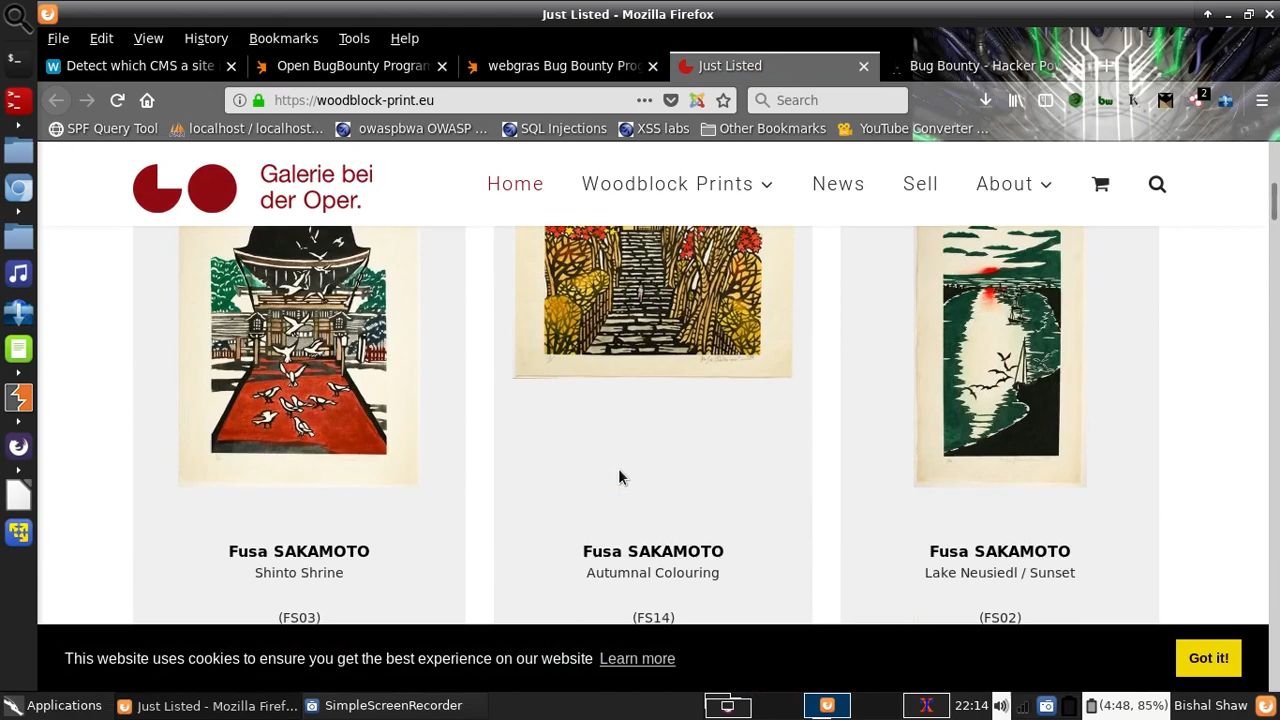 Just Listed - Mozilla Firefox
File Edit View History Bookmarks Tools Help
Detect which CMS a site
Open BugBounty Program
webgras Bug Bounty Pro
Just Listed
Bug Bounty - Hacker Po
https://woodblock-print.eu
Search
2
SPF Query Tool
localhost / localhost...
owaspbwa OWASP ...
SQL Injections
XSS labs
Other Bookmarks
YouTube Converter ...
Galerie bei
der Oper.
Home Woodblock Prints News Sell About
Fusa SAKAMOTO
Shinto Shrine
(FS03)
Fusa SAKAMOTO
Autumnal Colouring
(FS14)
Fusa SAKAMOTO
Lake Neusiedl / Sunset
(FS02)
This website uses cookies to ensure you get the best experience on our website Learn more
Got it!
Applications
Just Listed - Mozilla Firef...
SimpleScreenRecorder
22:14
(4:48, 85%)
Bishal Shaw